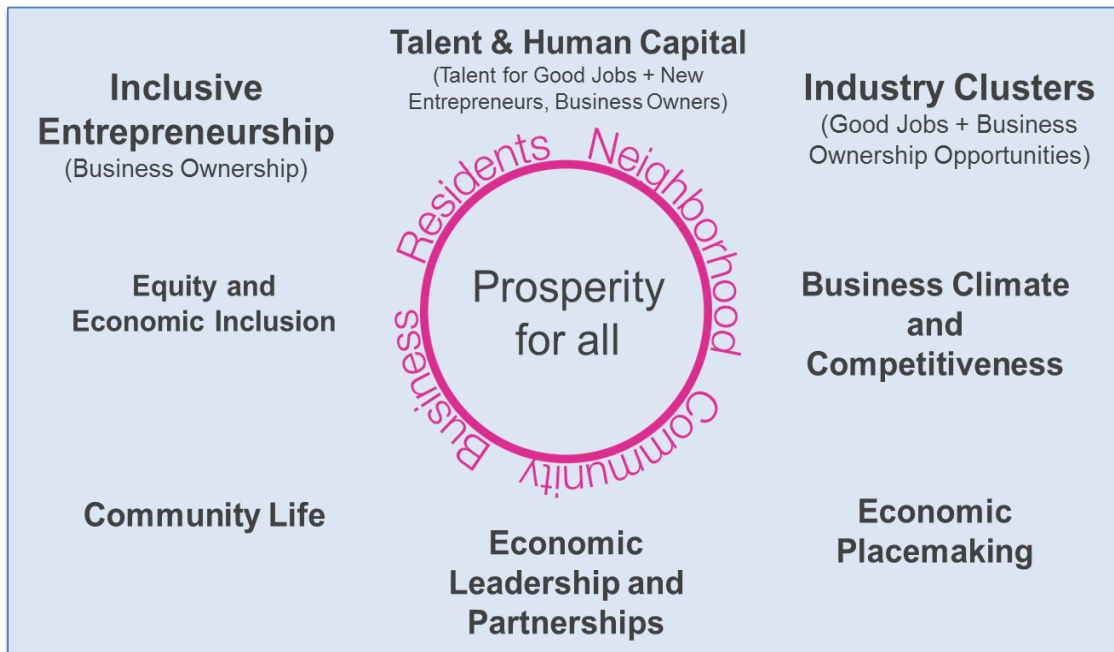 Talent & Human Capital
(Talent for Good Jobs + New
Entrepreneurs, Business Owners)
Inclusive
Entrepreneurship
(Business Ownership)
Industry Clusters
(Good Jobs + Business
Ownership Opportunities)
Residents
Neighborhood
Community
Business
Prosperity
for all
Equity and
Economic Inclusion
Business Climate
and
Competitiveness
Community Life
Economic
Leadership and
Partnerships
Economic
Placemaking